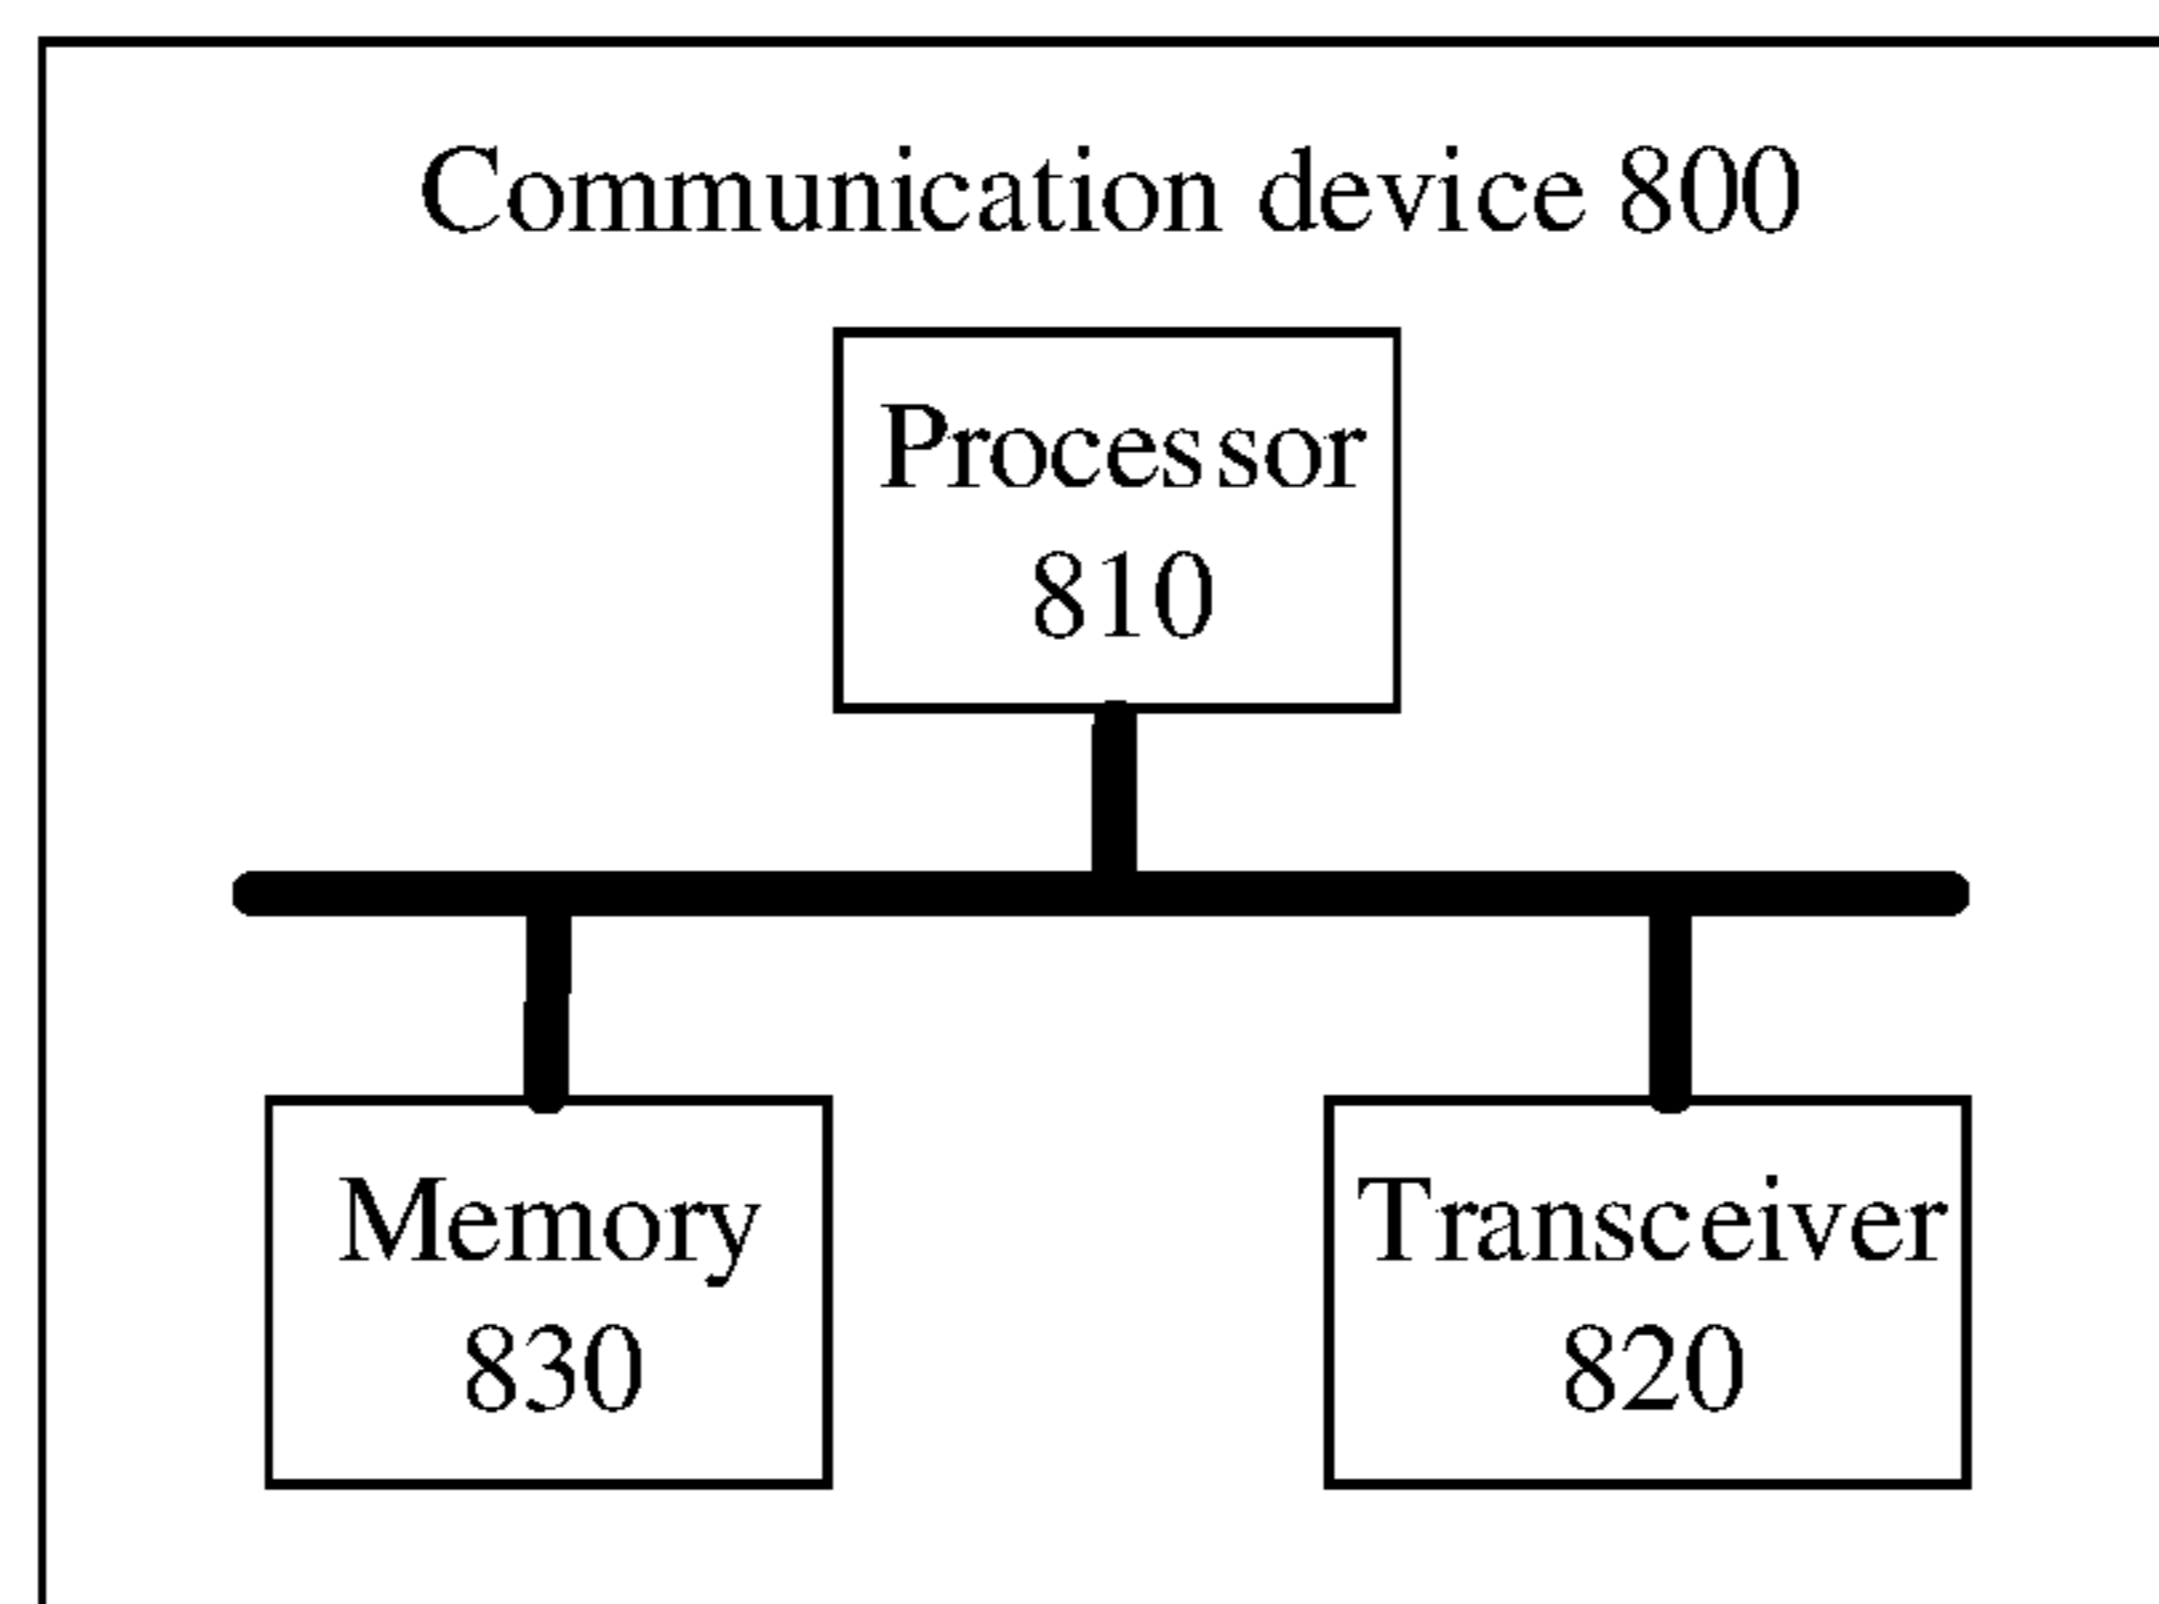 Communication device 800
Processor
810
Memory
830
Transceiver
820